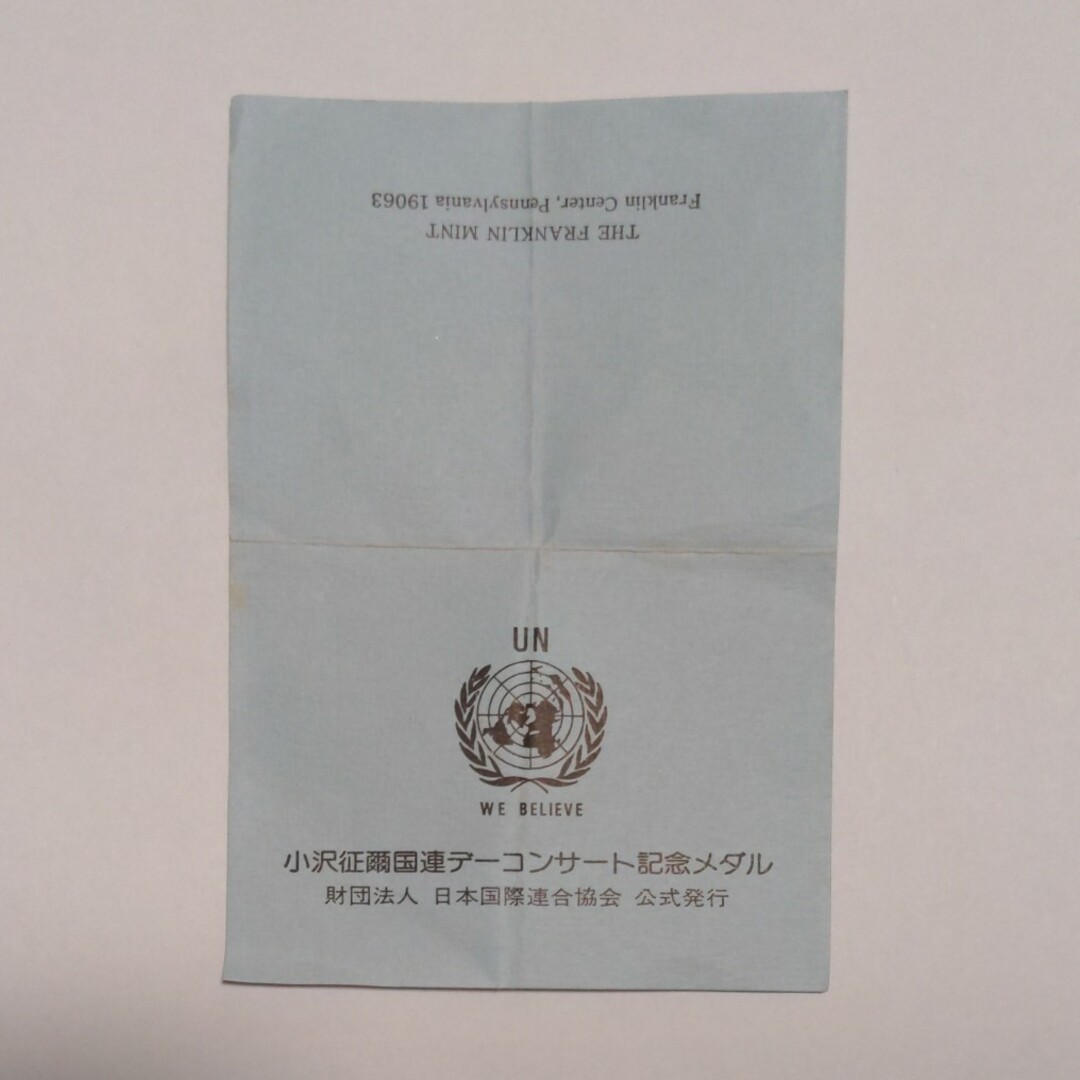 THE FRANKLIN MINT
Franklin Center, Pennsylvania 19063
UN
WE BELIEVE
小沢征爾国連デーコンサート記念メダル
財団法人 日本国際連合協会 公式発行